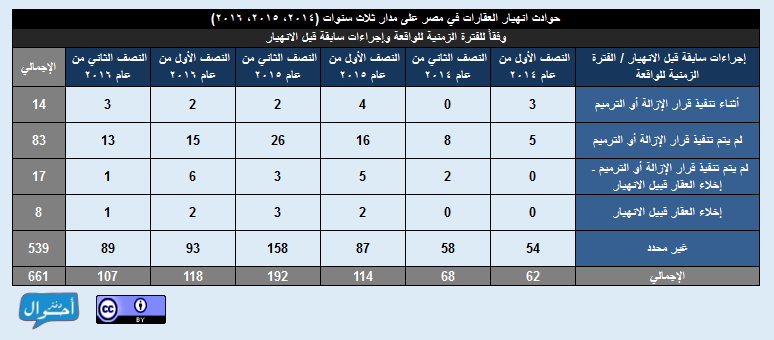 حوادث انهيار العقارات في مصر على مدار ثلاث سنوات (٢٠١٤، ٢٠١٥، ٢٠١٦)
وفقاً للفترة الزمنية للواقعة وإجراءات سابقة قبل الانهيار
إجراءات سابقة قبل الانهيار / الفترة الزمنية للواقعة النصف الأول من عام ٢٠١٤ النصف الثاني من عام ٢٠١٤ النصف الأول من عام ٢٠١٥ النصف الثاني من عام ٢٠١٥ النصف الأول من عام ٢٠١٦ النصف الثاني من عام ٢٠١٦ الإجمالي
أثناء تنفيذ قرار الإزالة أو الترميم 3 0 4 2 2 3 14
لم يتم تنفيذ قرار الإزالة أو الترميم 5 8 16 26 15 13 83
لم يتم تنفيذ قرار الإزالة أو الترميم - إخلاء العقار قبيل الانهيار 0 2 5 3 6 1 17
إخلاء العقار قبيل الانهيار 0 0 2 3 2 1 8
غير محدد 54 58 87 158 93 89 539
الإجمالي 62 68 114 192 118 107 661
دفتر أحوال
cc BY